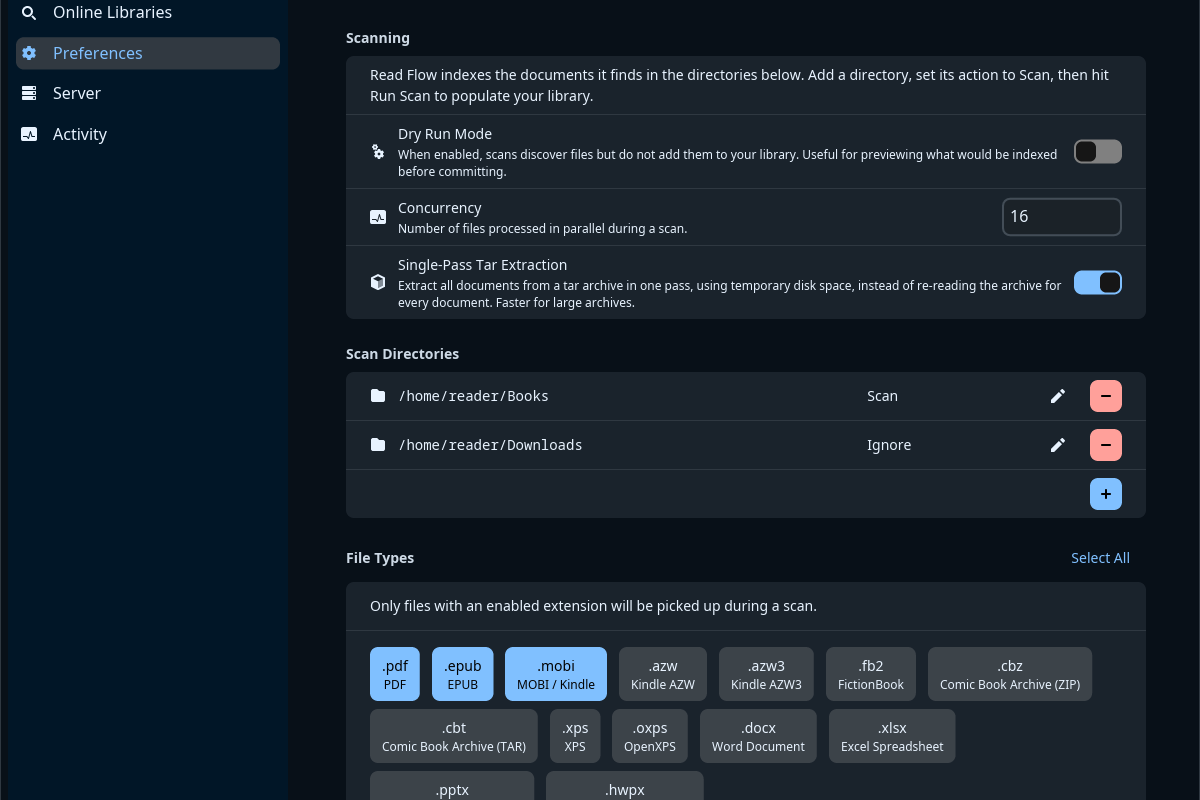 Online Libraries
Preferences
Server
Activity
Scanning
Read Flow indexes the documents it finds in the directories below. Add a directory, set its action to Scan, then hit
Run Scan to populate your library.
Dry Run Mode
When enabled, scans discover files but do not add them to your library. Useful for previewing what would be indexed
before committing.
Concurrency
Number of files processed in parallel during a scan.
16
Single-Pass Tar Extraction
Extract all documents from a tar archive in one pass, using temporary disk space, instead of re-reading the archive for
every document. Faster for large archives.
Scan Directories
/home/reader/Books Scan
/home/reader/Downloads Ignore
File Types Select All
Only files with an enabled extension will be picked up during a scan.
.pdf .epub .mobi .azw .azw3 .fb2 .cbz
PDF EPUB MOBI / Kindle Kindle AZW Kindle AZW3 FictionBook Comic Book Archive (ZIP)
.cbt .xps .oxps .docx .xlsx
Comic Book Archive (TAR) XPS OpenXPS Word Document Excel Spreadsheet
.pptx .hwpx